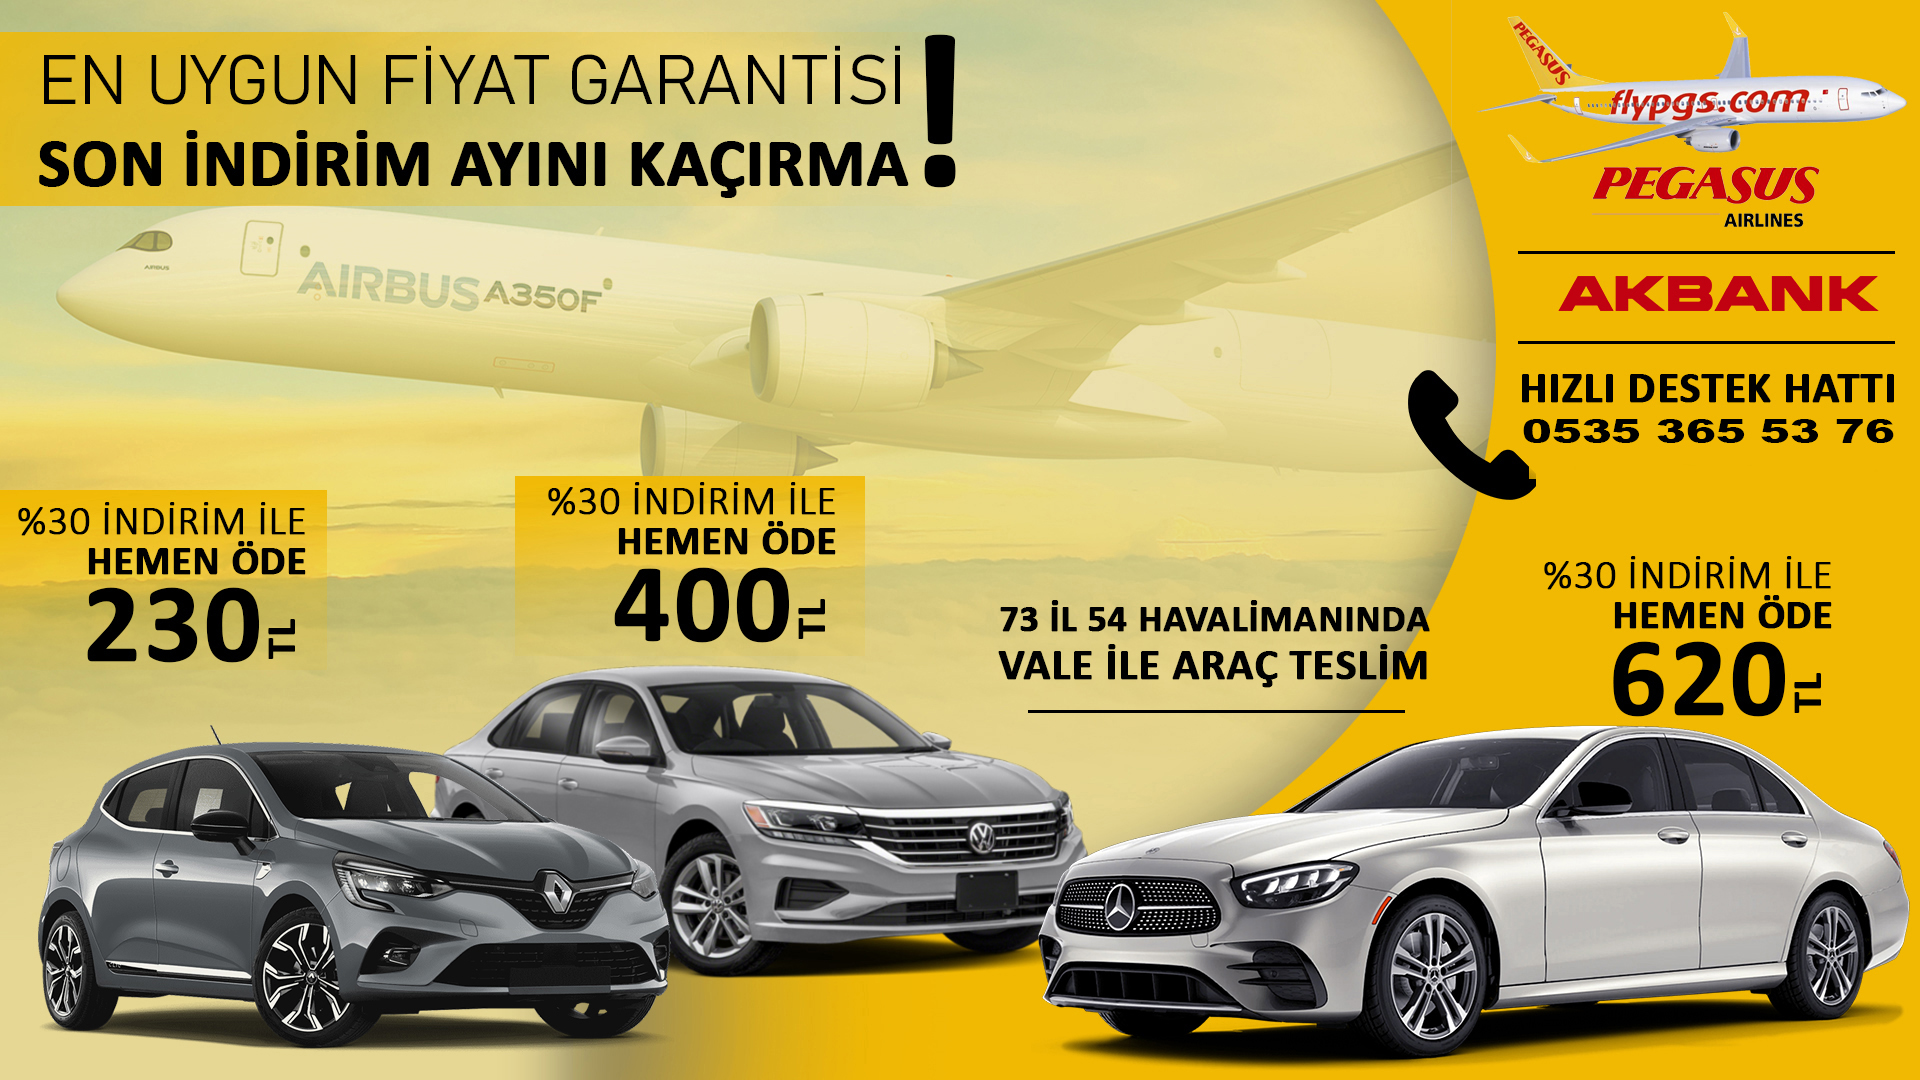 EN UYGUN FİYAT GARANTİSİ
SON İNDİRİM AYINI KAÇIRMA!
PEGASUS
flypgs.com
PEGASUS
AIRLINES
AKBANK
HIZLI DESTEK HATTI
0535 365 53 76
AIRBUS
AIRBUS A350F
%30 İNDİRİM İLE
HEMEN ÖDE
230 TL
%30 İNDİRİM İLE
HEMEN ÖDE
400 TL
73 İL 54 HAVALİMANINDA
VALE İLE ARAÇ TESLİM
%30 İNDİRİM İLE
HEMEN ÖDE
620 TL